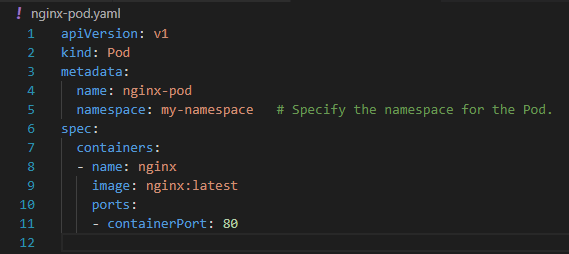 ! nginx-pod.yaml
1 apiVersion: v1
2 kind: Pod
3 metadata:
4   name: nginx-pod
5   namespace: my-namespace   # Specify the namespace for the Pod.
6 spec:
7   containers:
8   - name: nginx
9     image: nginx:latest
10     ports:
11     - containerPort: 80
12